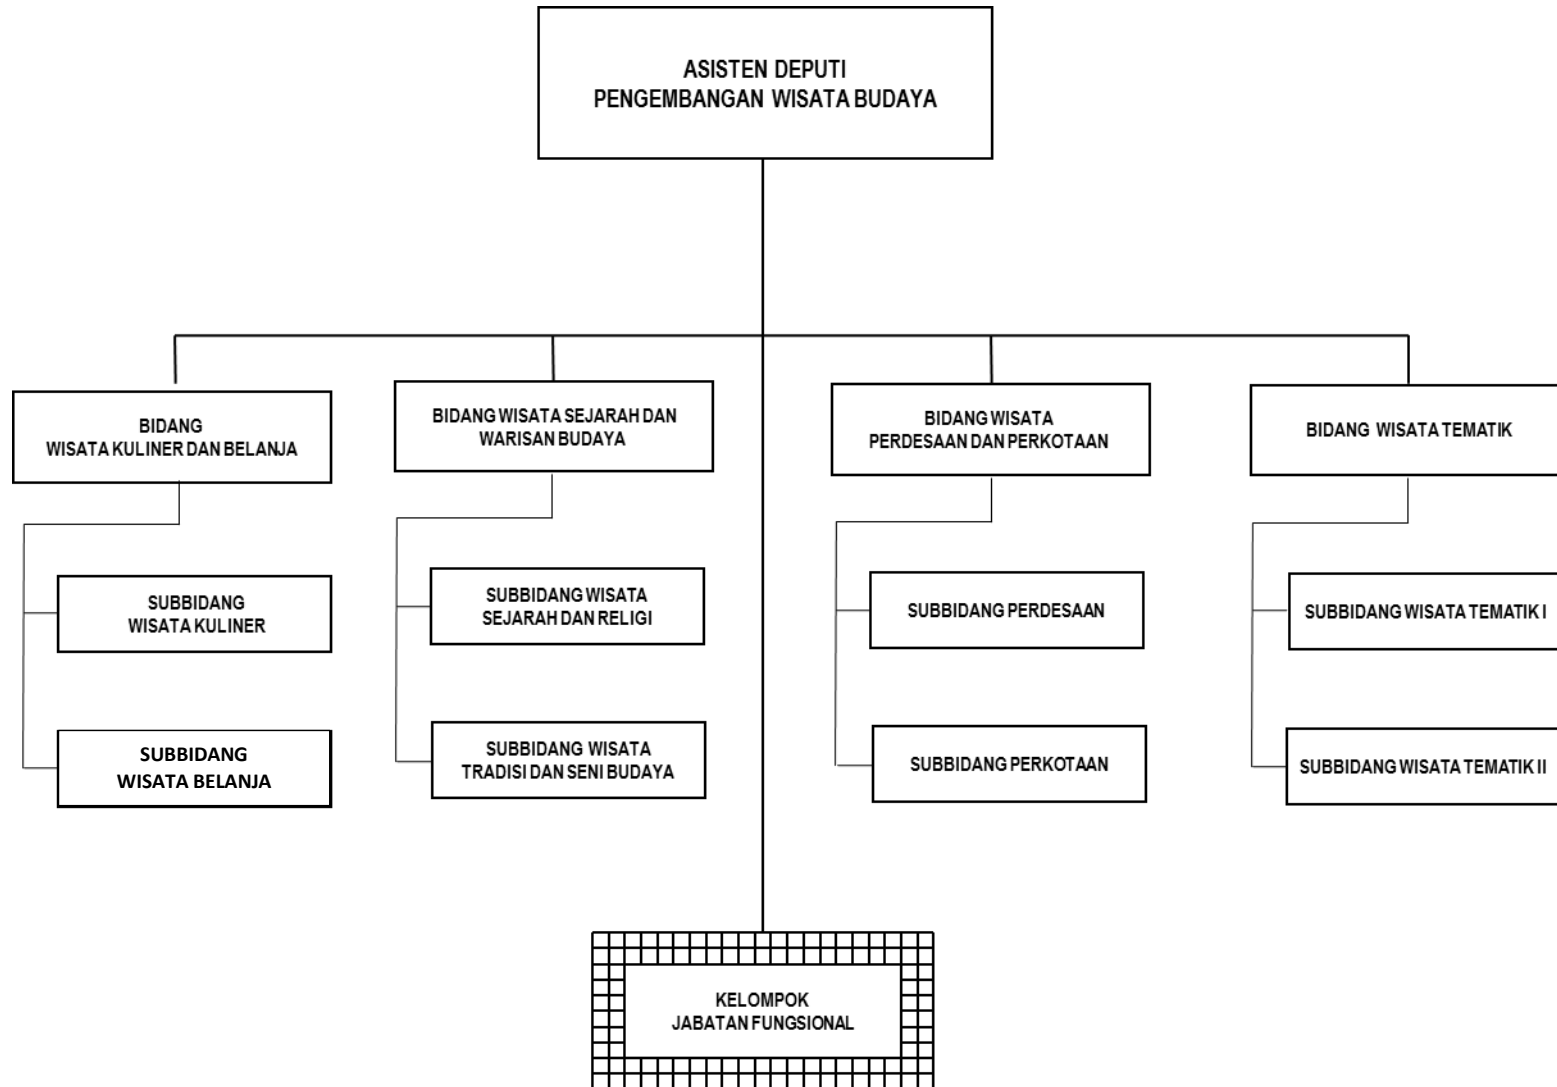 ASISTEN DEPUTI
PENGEMBANGAN WISATA BUDAYA
BIDANG
WISATA KULINER DAN BELANJA
BIDANG WISATA SEJARAH DAN
WARISAN BUDAYA
BIDANG WISATA
PERDESAAN DAN PERKOTAAN
BIDANG WISATA TEMATIK
SUBBIDANG
WISATA KULINER
SUBBIDANG WISATA
SEJARAH DAN RELIGI
SUBBIDANG PERDESAAN
SUBBIDANG WISATA TEMATIK I
SUBBIDANG
WISATA BELANJA
SUBBIDANG WISATA
TRADISI DAN SENI BUDAYA
SUBBIDANG PERKOTAAN
SUBBIDANG WISATA TEMATIK II
KELOMPOK
JABATAN FUNGSIONAL